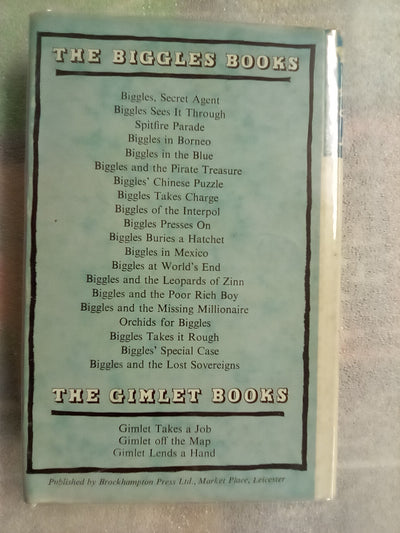 THE BIGGLES BOOKS
Biggles, Secret Agent
Biggles Sees It Through
Spitfire Parade
Biggles in Borneo
Biggles in the Blue
Biggles and the Pirate Treasure
Biggles' Chinese Puzzle
Biggles Takes Charge
Biggles of the Interpol
Biggles Presses On
Biggles Buries a Hatchet
Biggles in Mexico
Biggles at World's End
Biggles and the Leopards of Zinn
Biggles and the Poor Rich Boy
Biggles and the Missing Millionaire
Orchids for Biggles
Biggles Takes it Rough
Biggles' Special Case
Biggles and the Lost Sovereigns
THE GIMLET BOOKS
Gimlet Takes a Job
Gimlet off the Map
Gimlet Lends a Hand
Published by Brockhampton Press Ltd., Market Place, Leicester